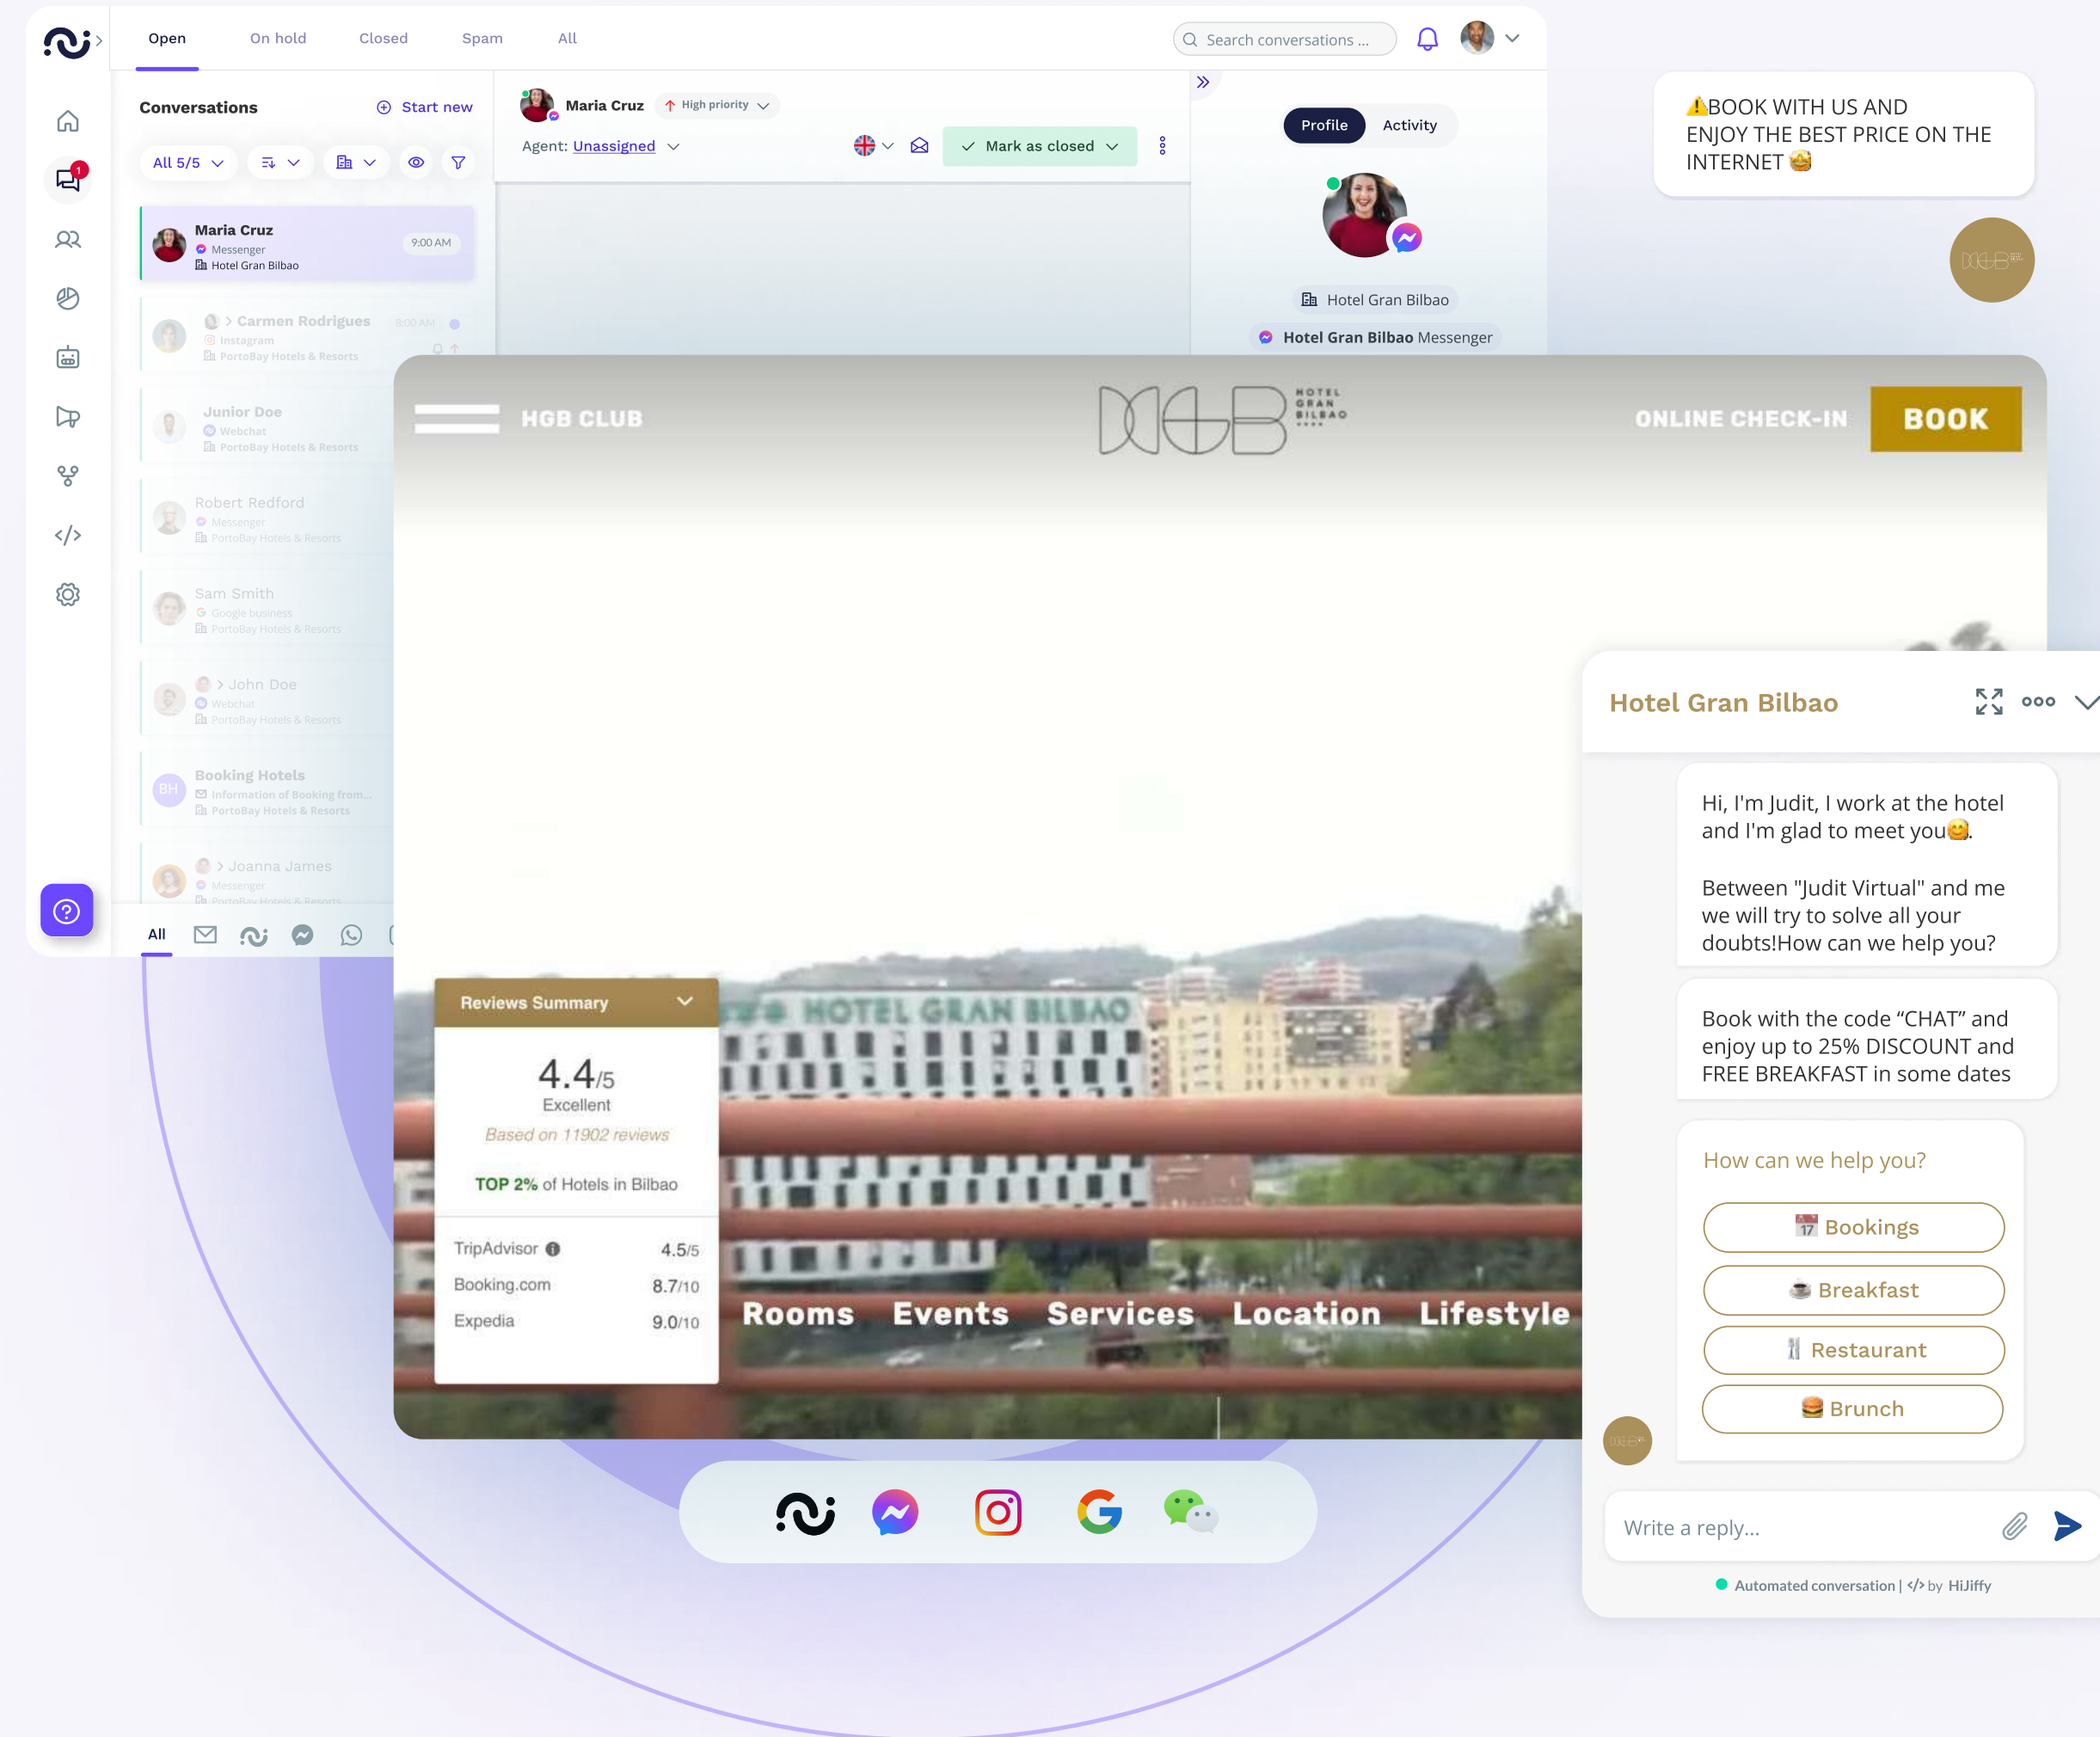 Open
On hold
Closed
Spam
All
Search conversations ...
Conversations
Start new
1
All 5/5
Maria Cruz
Messenger
Hotel Gran Bilbao
9:00 AM
Carmen Rodrigues
8:00 AM
Instagram
PortoBay Hotels & Resorts
Junior Doe
Webchat
PortoBay Hotels & Resorts
Robert Redford
Messenger
PortoBay Hotels & Resorts
Sam Smith
Google business
PortoBay Hotels & Resorts
John Doe
Webchat
PortoBay Hotels & Resorts
BH
Booking Hotels
Information of Booking from...
PortoBay Hotels & Resorts
Joanna James
Messenger
PortoBay Hotels & Resorts
All
Maria Cruz
High priority
Agent: Unassigned
Mark as closed
Profile
Activity
Hotel Gran Bilbao
Hotel Gran Bilbao Messenger
⚠️BOOK WITH US AND
ENJOY THE BEST PRICE ON THE
INTERNET 🤩
HGB
HGB CLUB
HGB
HOTEL
GRAN
BILBAO
ONLINE CHECK-IN
BOOK
HOTEL GRAN BILBAO
Reviews Summary
4.4/5
Excellent
Based on 11902 reviews
TOP 2% of Hotels in Bilbao
TripAdvisor
4.5/5
Booking.com
8.7/10
Expedia
9.0/10
Rooms
Events
Services
Location
Lifestyle
Hotel Gran Bilbao
Hi, I'm Judit, I work at the hotel
and I'm glad to meet you🥰.
Between "Judit Virtual" and me
we will try to solve all your
doubts!How can we help you?
Book with the code “CHAT” and
enjoy up to 25% DISCOUNT and
FREE BREAKFAST in some dates
How can we help you?
📅 Bookings
☕ Breakfast
🍴 Restaurant
🍔 Brunch
Write a reply...
Automated conversation | </> by HiJiffy